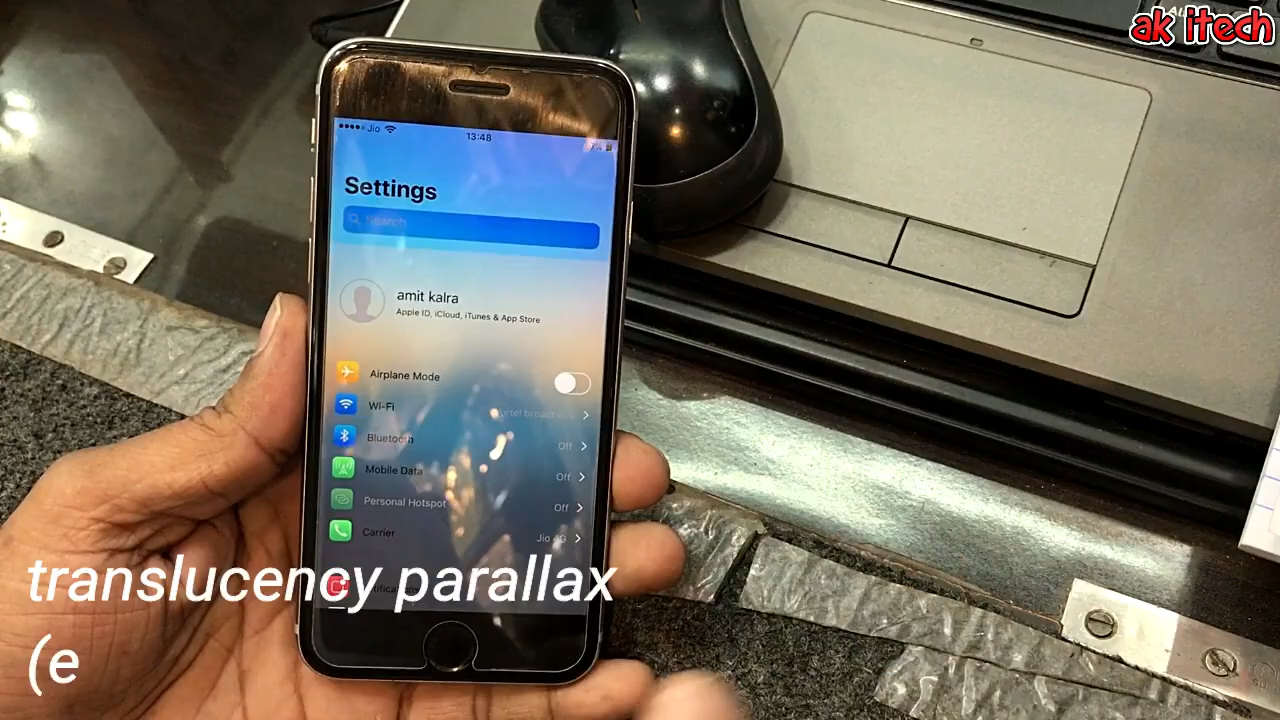 ak itech
Jio
13:48
Settings
Search
amit kalra
Apple ID, iCloud, iTunes & App Store
Airplane Mode
Wi-Fi
Bluetooth
Off
Mobile Data
Off
Personal Hotspot
Off
Carrier
Jio 4G
translucency parallax
(e